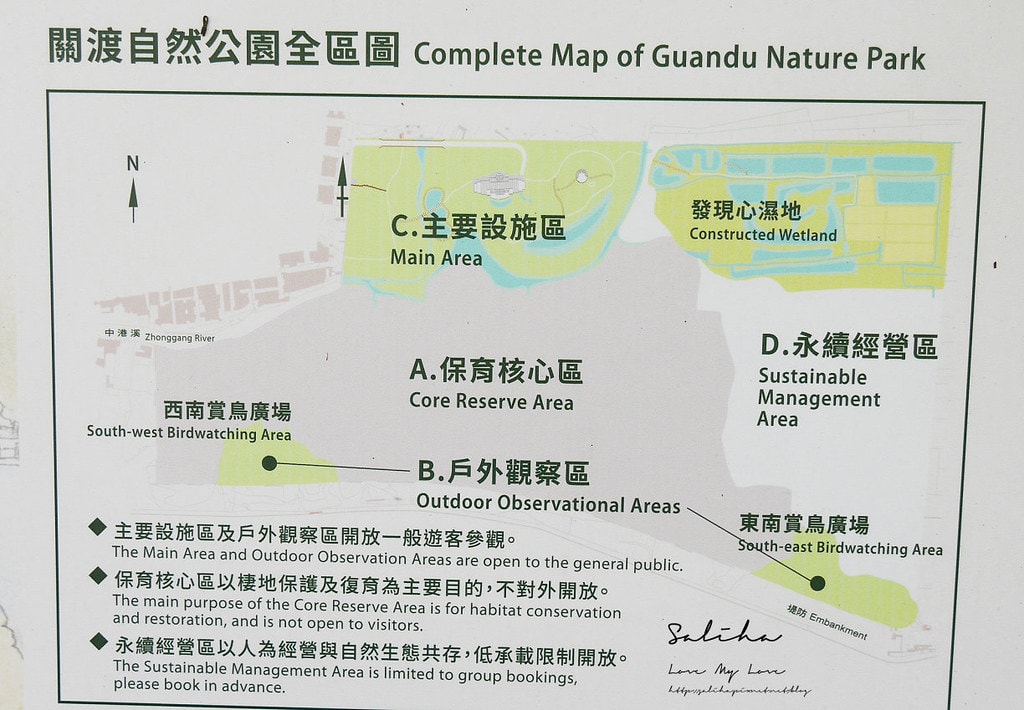 關渡自然公園全區圖 Complete Map of Guandu Nature Park
N
C.主要設施區
Main Area
發現心濕地
Constructed Wetland
中港溪 Zhonggang River
A.保育核心區
Core Reserve Area
D.永續經營區
Sustainable
Management
Area
西南賞鳥廣場
South-west Birdwatching Area
B.戶外觀察區
Outdoor Observational Areas
東南賞鳥廣場
South-east Birdwatching Area
堤防 Embankment
◆ 主要設施區及戶外觀察區開放一般遊客參觀。
The Main Area and Outdoor Observation Areas are open to the general public.
◆ 保育核心區以棲地保護及復育為主要目的,不對外開放。
The main purpose of the Core Reserve Area is for habitat conservation
and restoration, and is not open to visitors.
◆ 永續經營區以人為經營與自然生態共存,低承載限制開放。
The Sustainable Management Area is limited to group bookings,
please book in advance.
Saliha
Love My Love